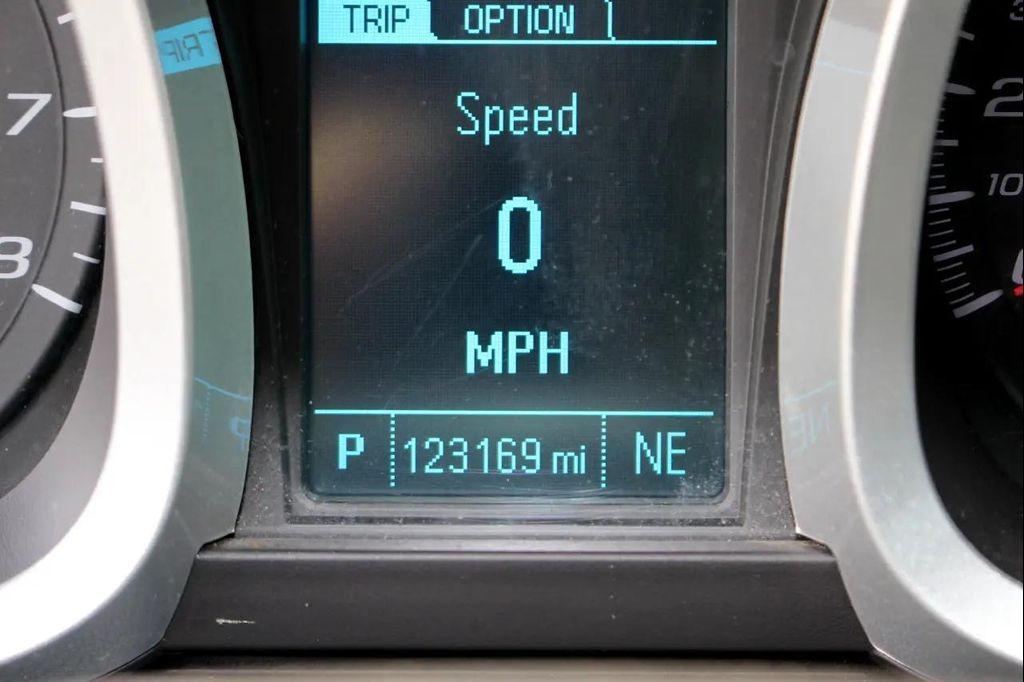 TRIP OPTION
Speed
0
MPH
P 123169 mi NE
7
8
2
10